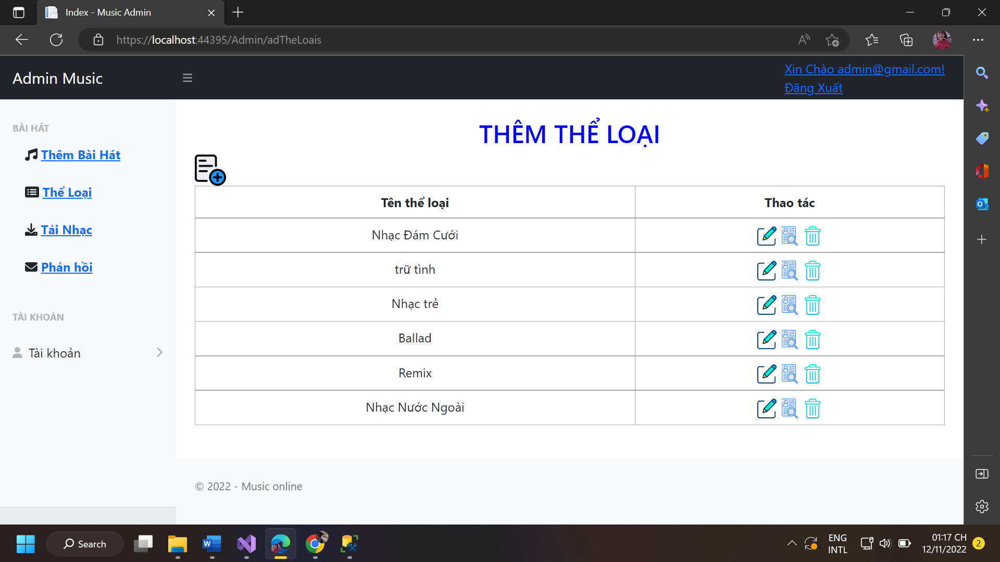 Index - Music Admin
https://localhost:44395/Admin/adTheLoais
Admin Music
Xin Chào admin@gmail.com!
Đăng Xuất
BÀI HÁT
Thêm Bài Hát
Thể Loại
Tải Nhạc
Phản hồi
TÀI KHOẢN
Tài khoản
THÊM THỂ LOẠI
Tên thể loại Thao tác
Nhạc Đám Cưới
trữ tình
Nhạc trẻ
Ballad
Remix
Nhạc Nước Ngoài
© 2022 - Music online
Search
ENG
INTL
01:17 CH
12/11/2022
2